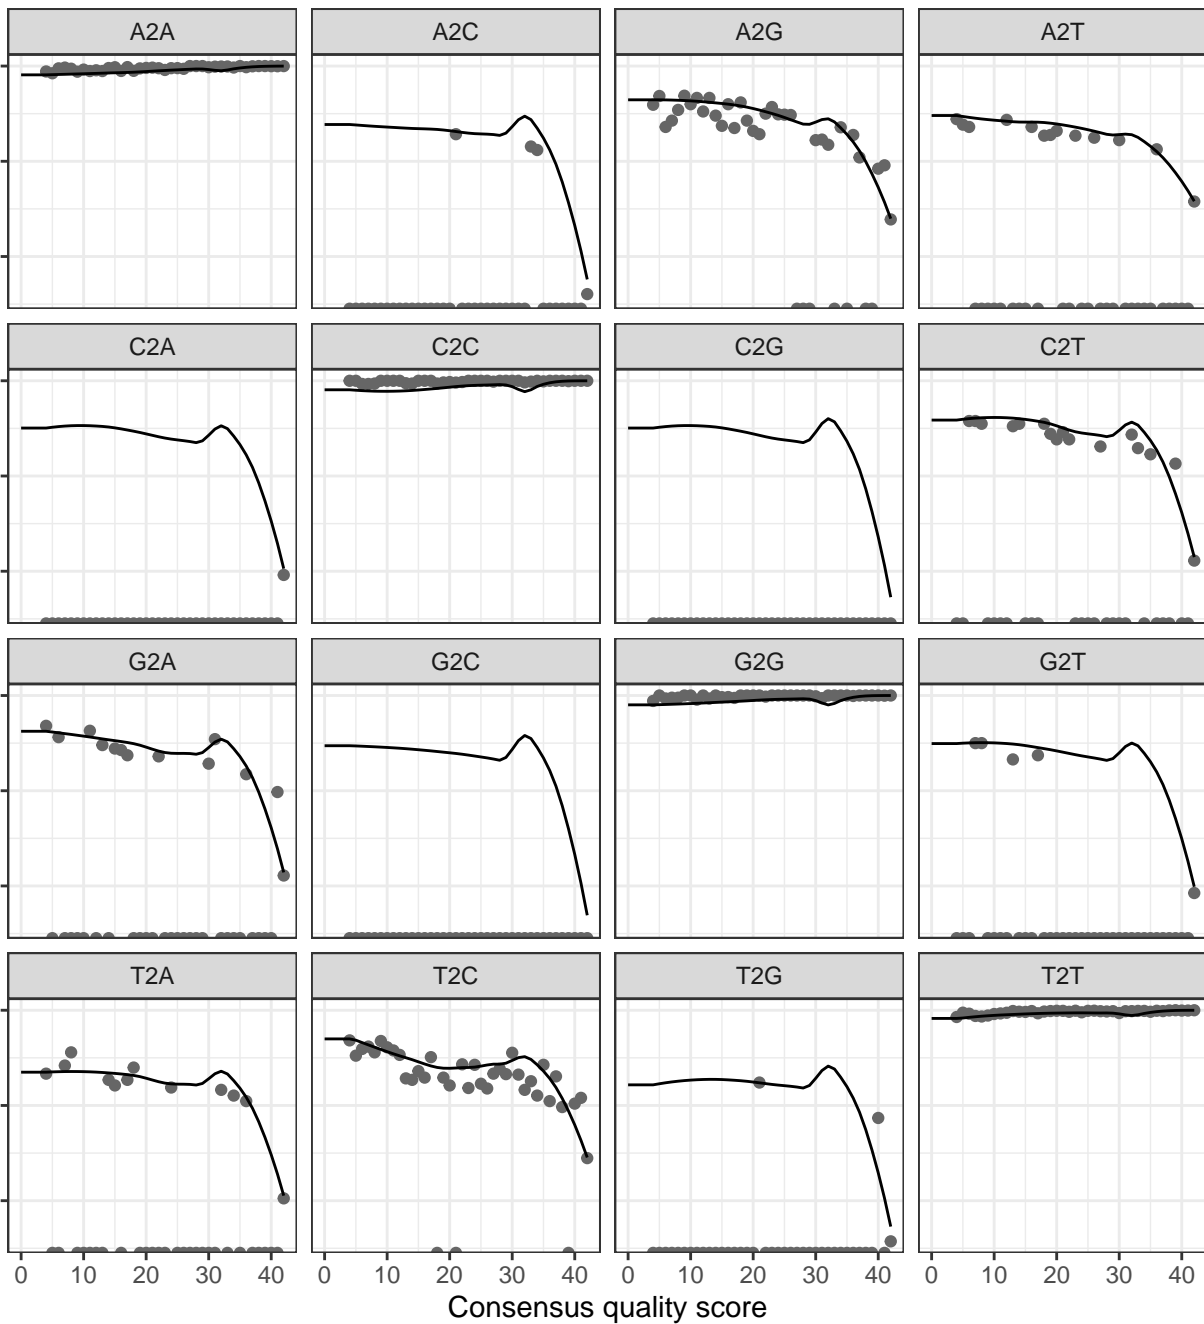 A2A A2C A2G A2T
C2A C2C C2G C2T
G2A G2C G2G G2T
T2A T2C T2G T2T
0 10 20 30 40 0 10 20 30 40 0 10 20 30 40 0 10 20 30 40
Consensus quality score